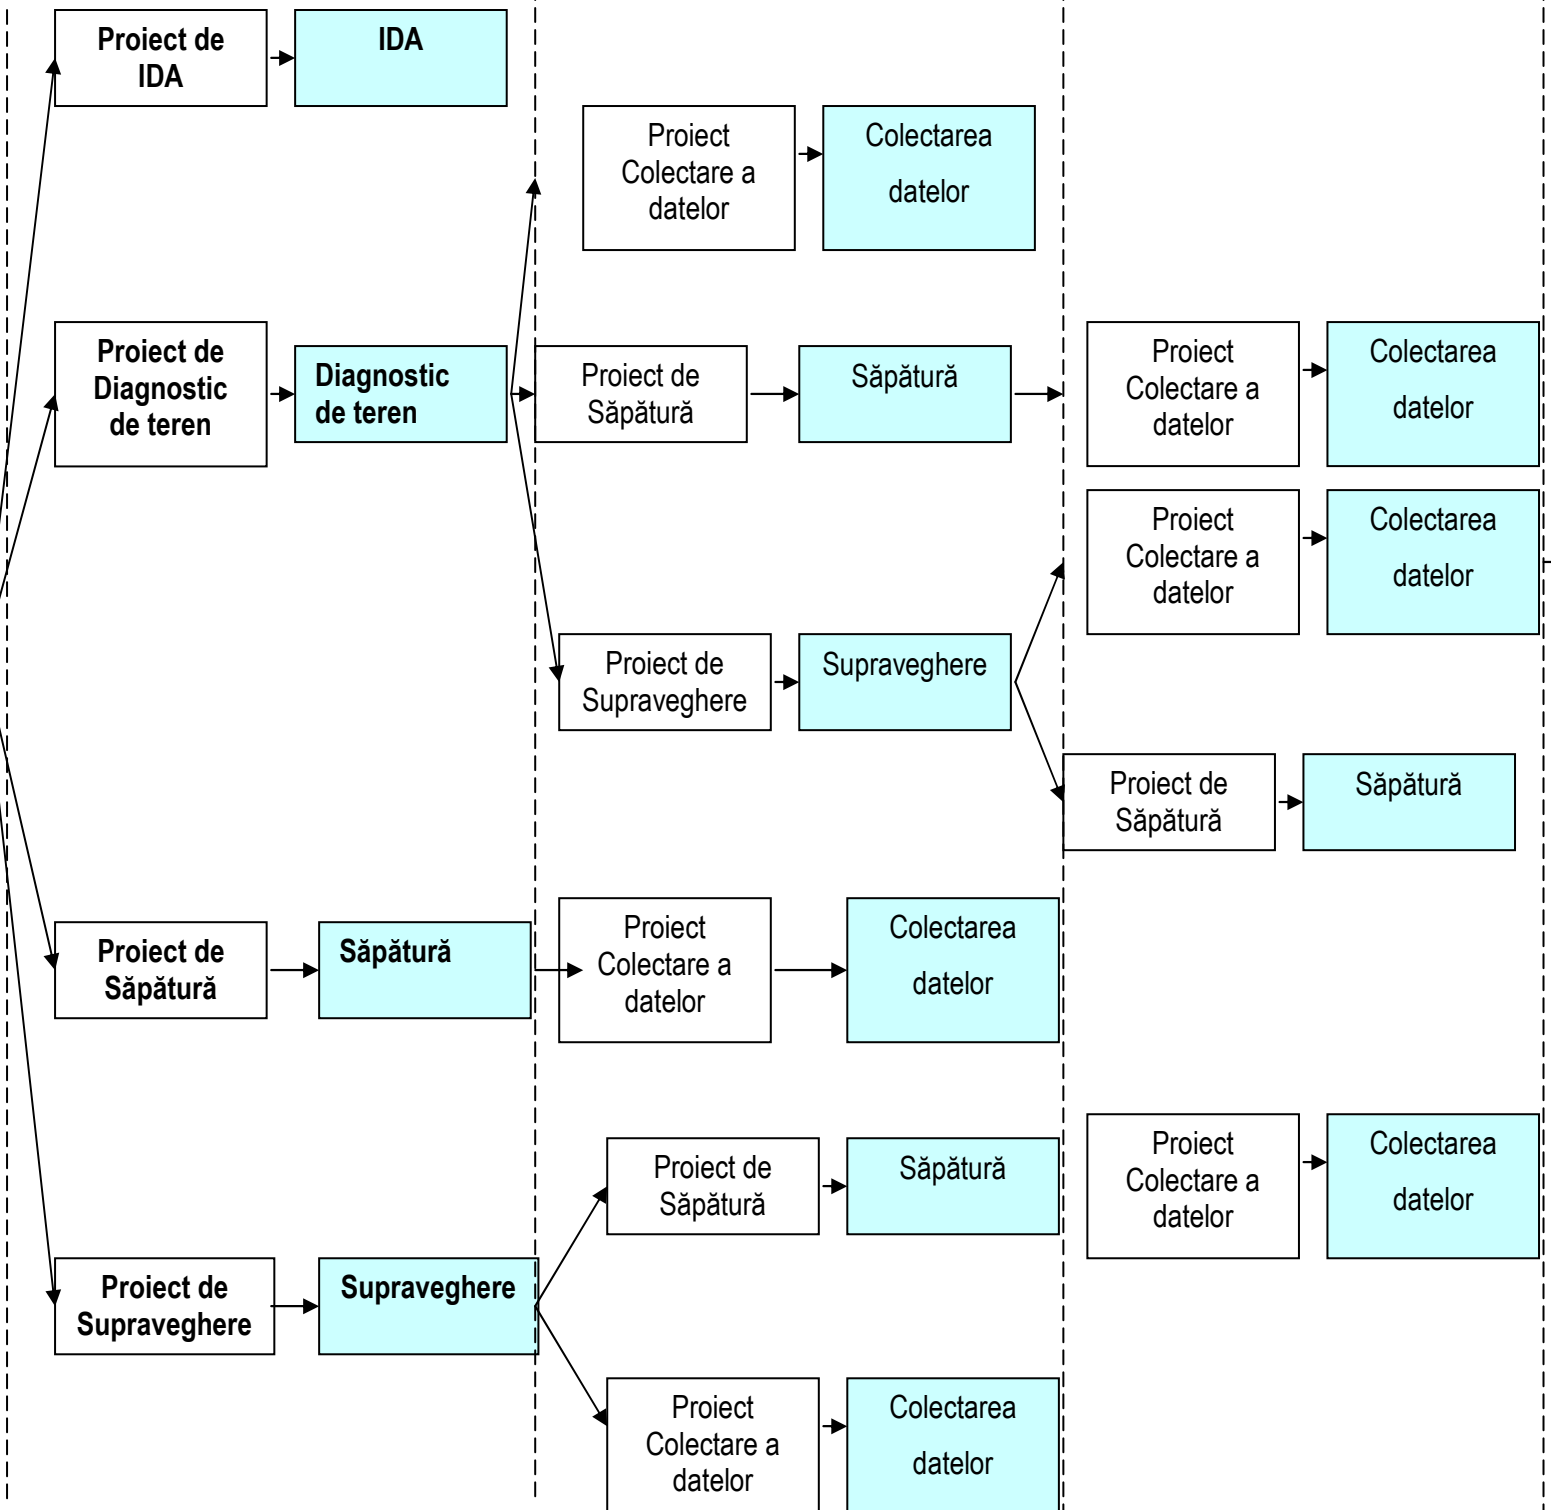 Proiect de
IDA
IDA
Proiect
Colectare a
datelor
Colectarea
datelor
Proiect de
Diagnostic
de teren
Diagnostic
de teren
Proiect de
Săpătură
Săpătură
Proiect
Colectare a
datelor
Colectarea
datelor
Proiect
Colectare a
datelor
Colectarea
datelor
Proiect de
Supraveghere
Supraveghere
Proiect de
Săpătură
Săpătură
Proiect de
Săpătură
Săpătură
Proiect
Colectare a
datelor
Colectarea
datelor
Proiect de
Săpătură
Săpătură
Proiect
Colectare a
datelor
Colectarea
datelor
Proiect de
Supraveghere
Supraveghere
Proiect
Colectare a
datelor
Colectarea
datelor